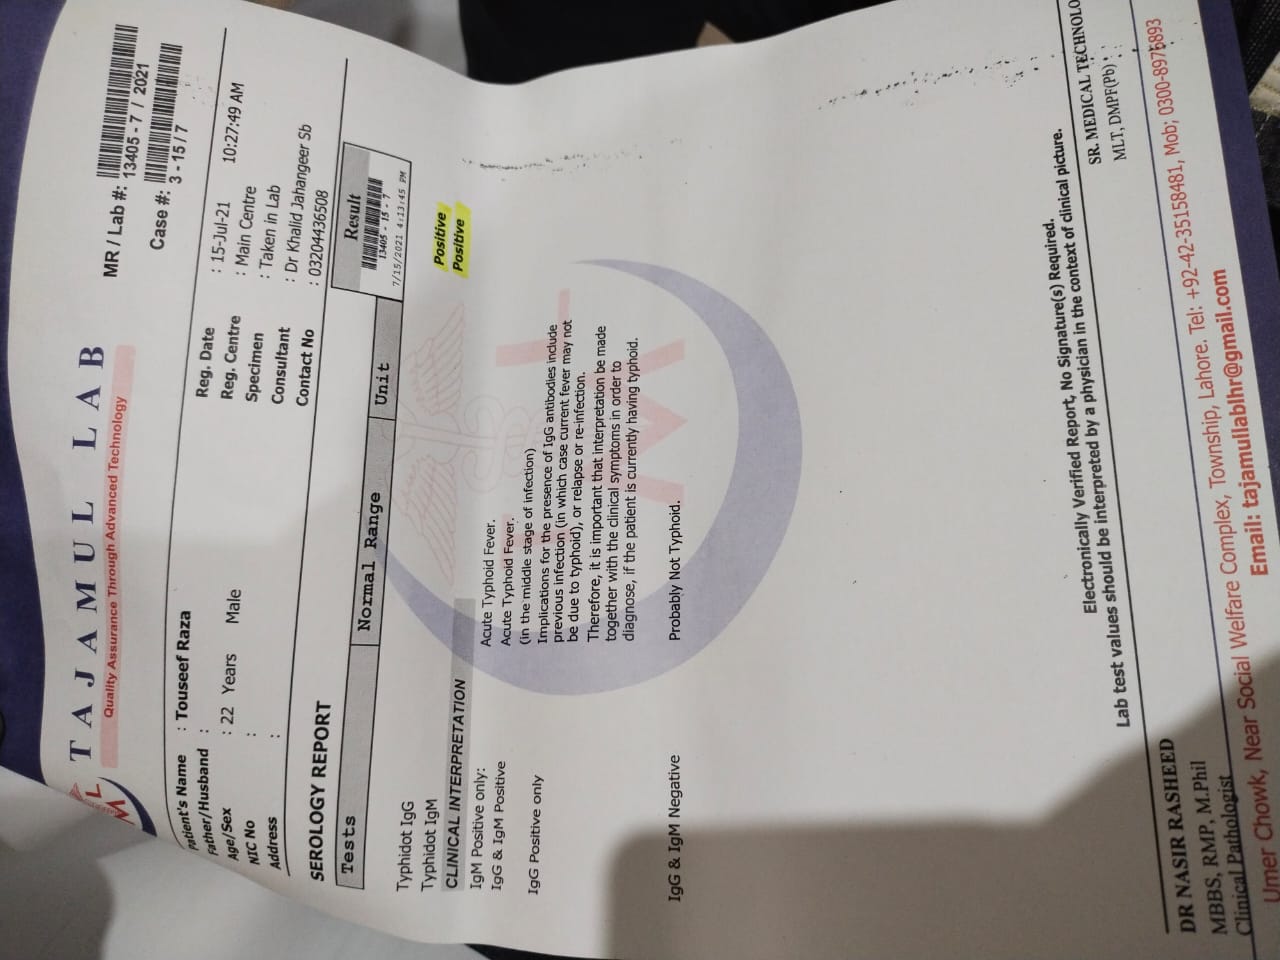 TAJAMUL LAB
Quality Assurance Through Advanced Technology
MR / Lab #: 13405 - 7 / 2021
Case #: 3 - 15 / 7
Patient's Name : Touseef Raza
Father/Husband :
Age/Sex : 22 Years Male
NIC No :
Address :
Reg. Date : 15-Jul-21 10:27:49 AM
Reg. Centre : Main Centre
Specimen : Taken in Lab
Consultant : Dr Khalid Jahangeer Sb
Contact No : 03204436508
SEROLOGY REPORT
Tests Normal Range Unit Result
13405 - 15 - 7
7/15/2021 4:13:45 PM
Typhidot IgG Positive
Typhidot IgM Positive
CLINICAL INTERPRETATION
IgM Positive only: Acute Typhoid Fever.
IgG & IgM Positive Acute Typhoid Fever.
(in the middle stage of infection)
IgG Positive only Implications for the presence of IgG antibodies include
previous infection (in which case current fever may not
be due to typhoid), or relapse or re-infection.
Therefore, it is important that interpretation be made
together with the clinical symptoms in order to
diagnose, if the patient is currently having typhoid.
IgG & IgM Negative Probably Not Typhoid.
Electronically Verified Report, No Signature(s) Required.
Lab test values should be interpreted by a physician in the context of clinical picture.
DR NASIR RASHEED
MBBS, RMP, M.Phil
Clinical Pathologist
SR. MEDICAL TECHNOLO
MLT, DMPF(Pb)
Umer Chowk, Near Social Welfare Complex, Township, Lahore. Tel: +92-42-35158481, Mob; 0300-8976893
Email: tajamullablhr@gmail.com